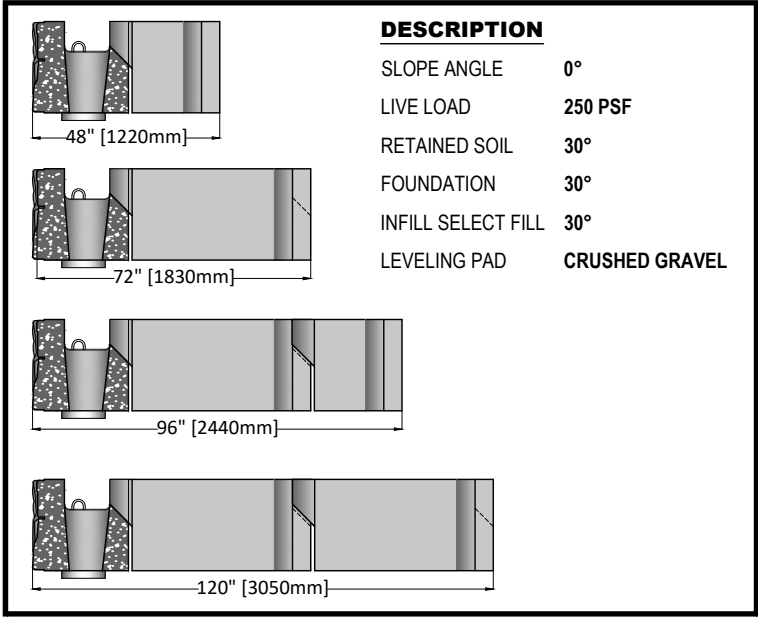 DESCRIPTION
SLOPE ANGLE 0°
LIVE LOAD 250 PSF
RETAINED SOIL 30°
FOUNDATION 30°
INFILL SELECT FILL 30°
LEVELING PAD CRUSHED GRAVEL
48" [1220mm]
72" [1830mm]
96" [2440mm]
120" [3050mm]